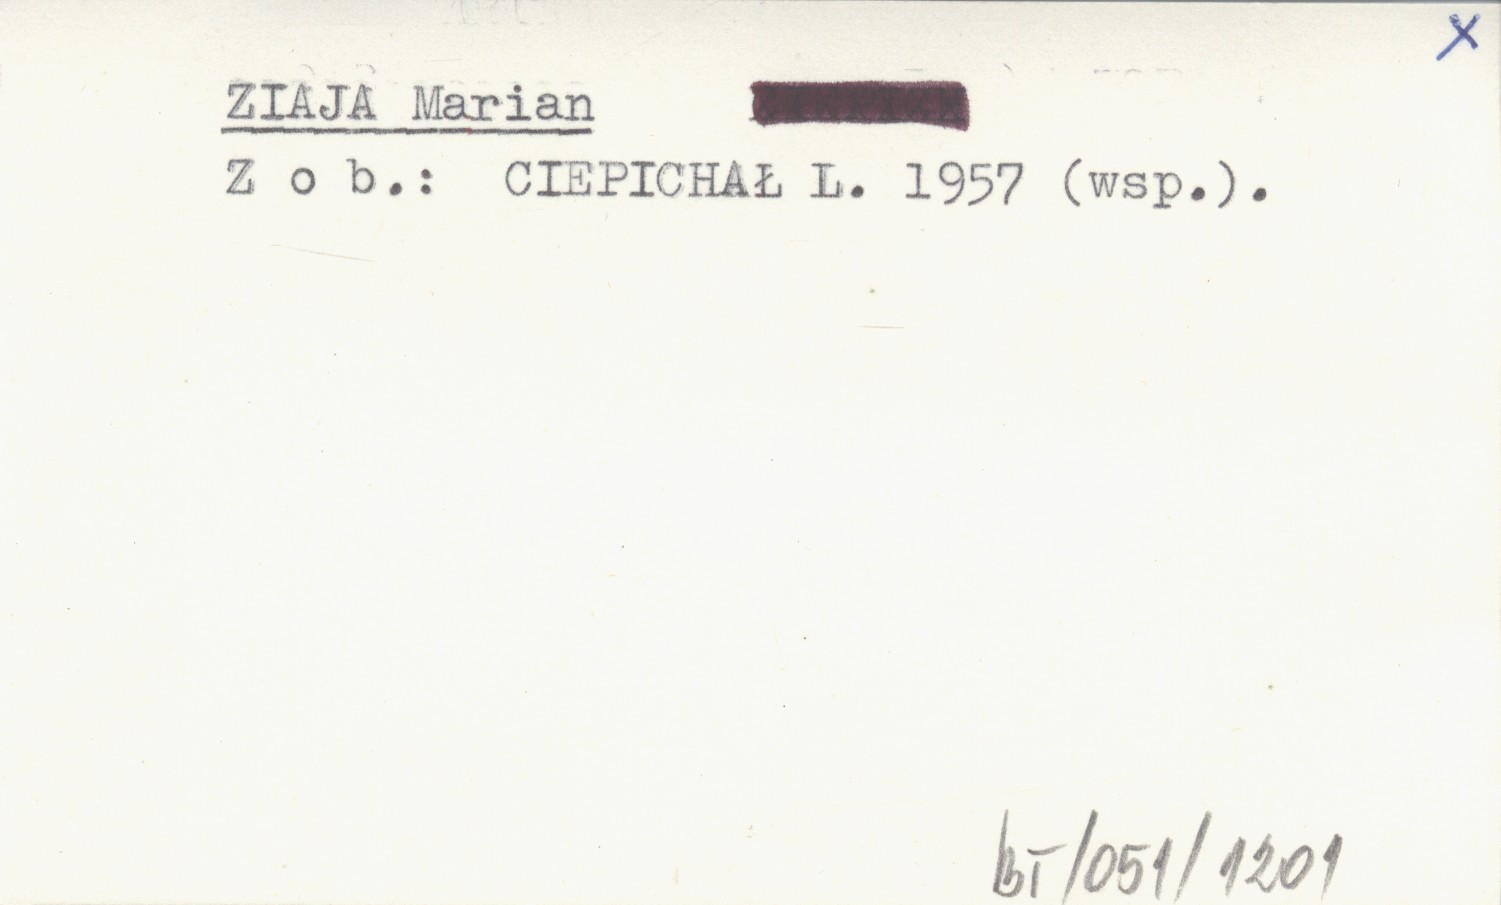 x
ZIAJA Marian
Z o b.: CIEPICHAŁ L. 1957 (wsp.).
bT/051/1201